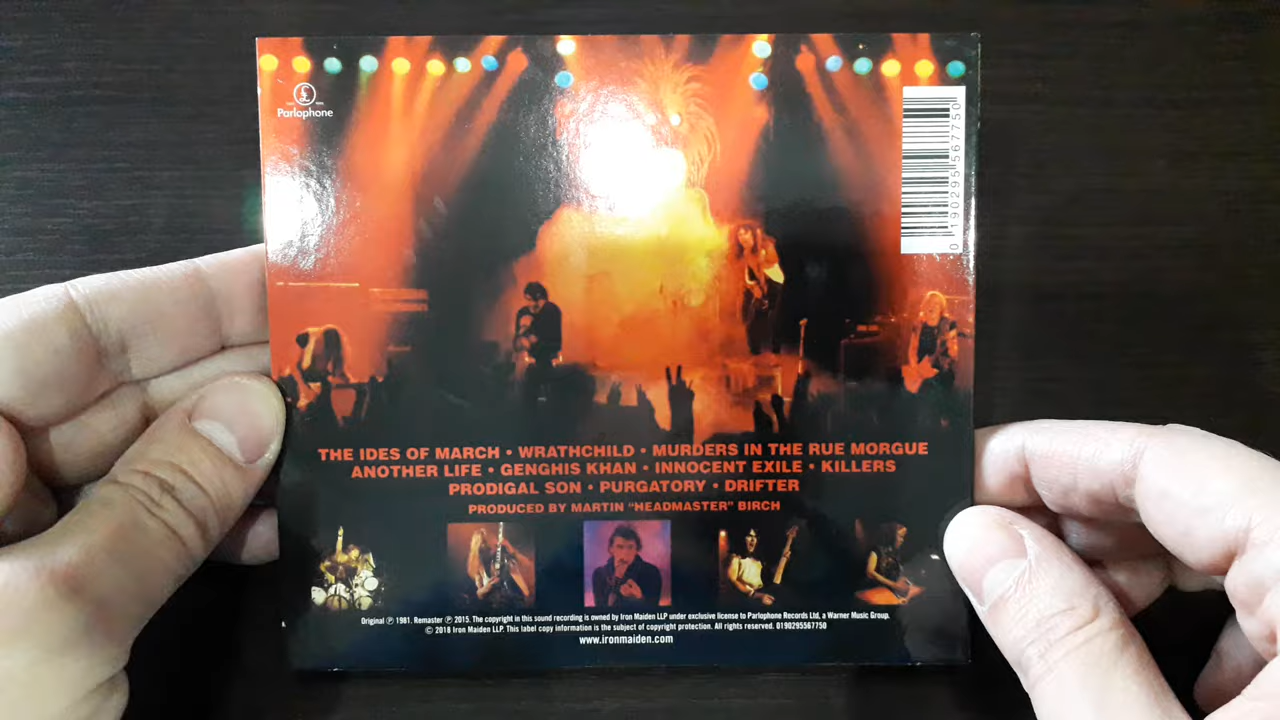 Parlophone
0 190295 567750
THE IDES OF MARCH • WRATHCHILD • MURDERS IN THE RUE MORGUE
ANOTHER LIFE • GENGHIS KHAN • INNOCENT EXILE • KILLERS
PRODIGAL SON • PURGATORY • DRIFTER
PRODUCED BY MARTIN "HEADMASTER" BIRCH
Original ℗ 1981. Remaster ℗ 2015. The copyright in this sound recording is owned by Iron Maiden LLP under exclusive license to Parlophone Records Ltd, a Warner Music Group.
© 2018 Iron Maiden LLP. This label copy information is the subject of copyright protection. All rights reserved. 0190295567750
www.ironmaiden.com